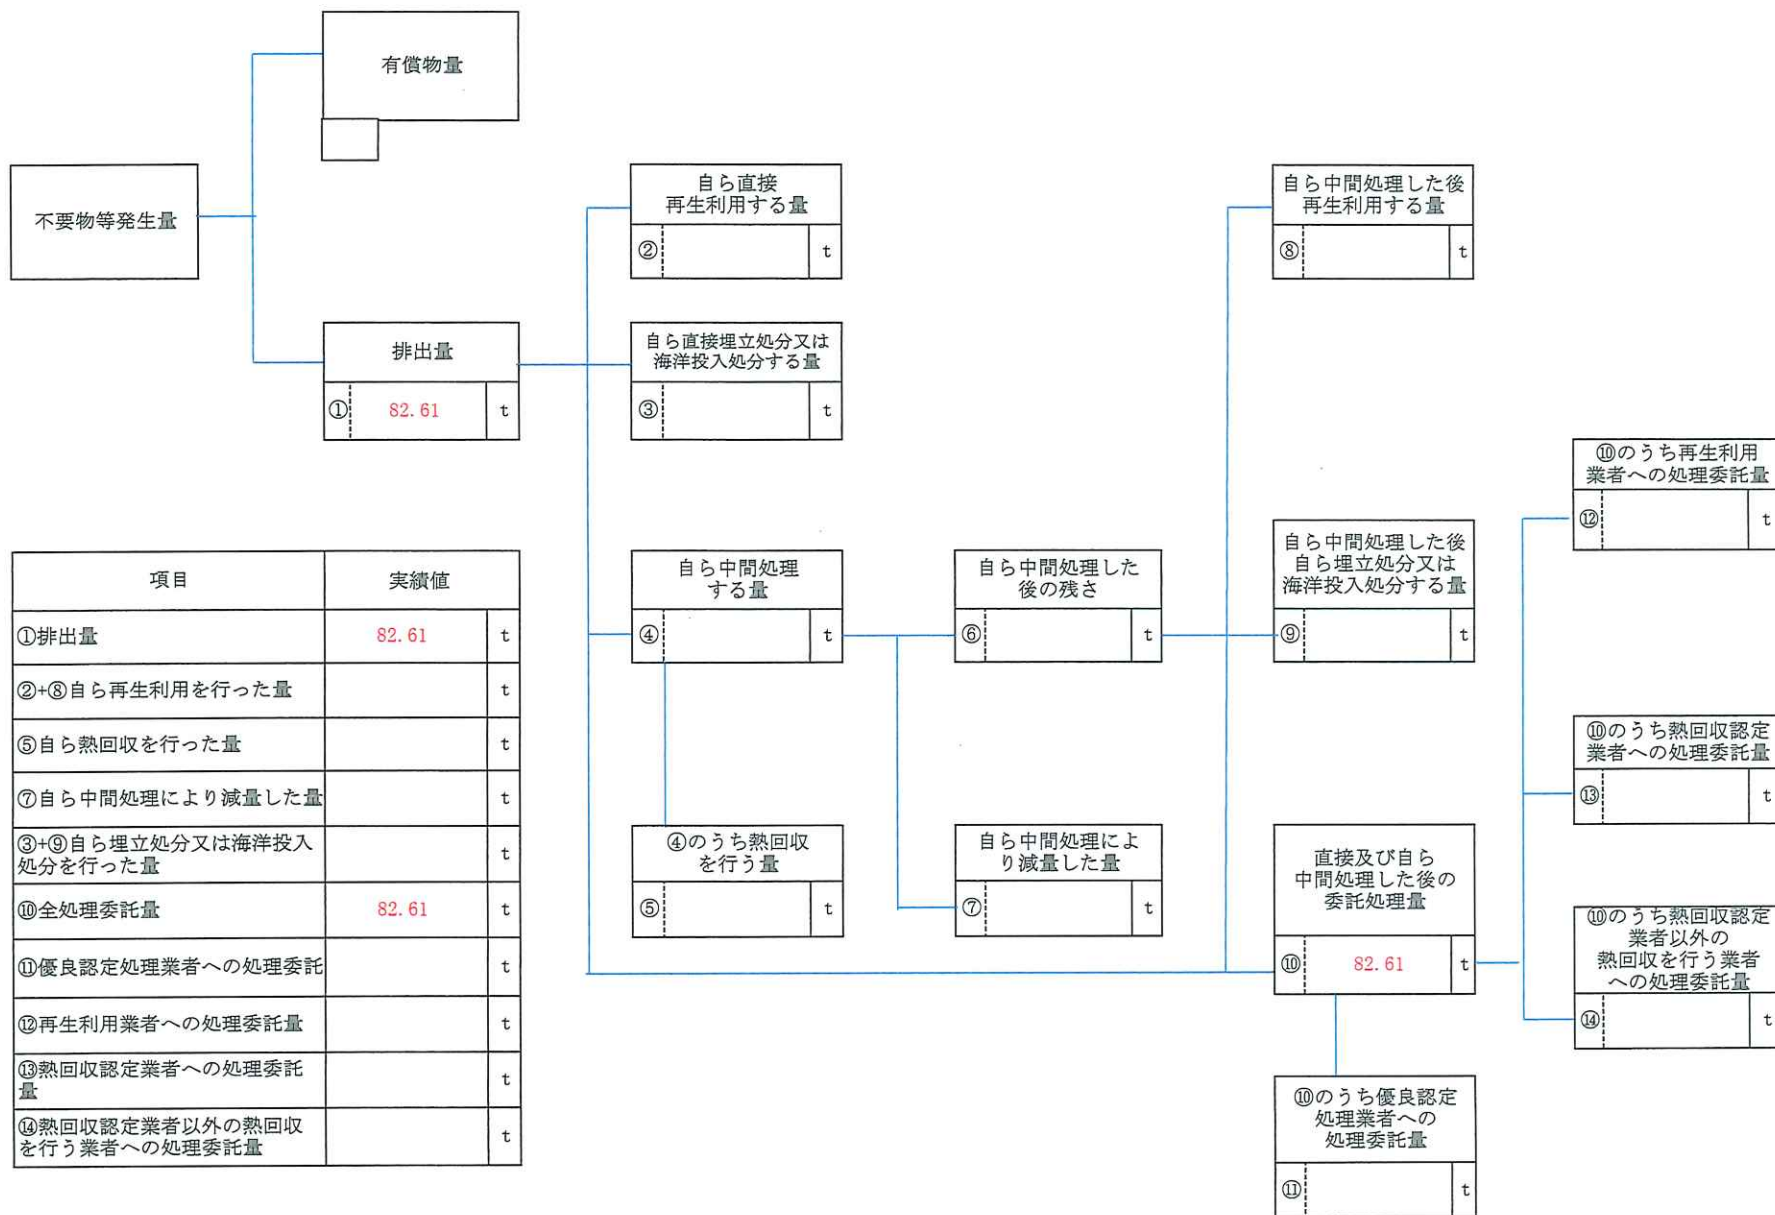 有償物量
不要物等発生量
排出量
① 82.61 t
自ら直接
再生利用する量
② t
自ら直接埋立処分又は
海洋投入処分する量
③ t
自ら中間処理
する量
④ t
④のうち熱回収
を行う量
⑤ t
自ら中間処理した
後の残さ
⑥ t
自ら中間処理によ
り減量した量
⑦ t
自ら中間処理した後
再生利用する量
⑧ t
自ら中間処理した後
自ら埋立処分又は
海洋投入処分する量
⑨ t
直接及び自ら
中間処理した後の
委託処理量
⑩ 82.61 t
⑩のうち優良認定
処理業者への
処理委託量
⑪ t
⑩のうち再生利用
業者への処理委託量
⑫ t
⑩のうち熱回収認定
業者への処理委託量
⑬ t
⑩のうち熱回収認定
業者以外の
熱回収を行う業者
への処理委託量
⑭ t
項目 実績値
①排出量 82.61 t
②+⑧自ら再生利用を行った量 t
⑤自ら熱回収を行った量 t
⑦自ら中間処理により減量した量 t
③+⑨自ら埋立処分又は海洋投入
処分を行った量 t
⑩全処理委託量 82.61 t
⑪優良認定処理業者への処理委託 t
⑫再生利用業者への処理委託量 t
⑬熱回収認定業者への処理委託
量 t
⑭熱回収認定業者以外の熱回収
を行う業者への処理委託量 t